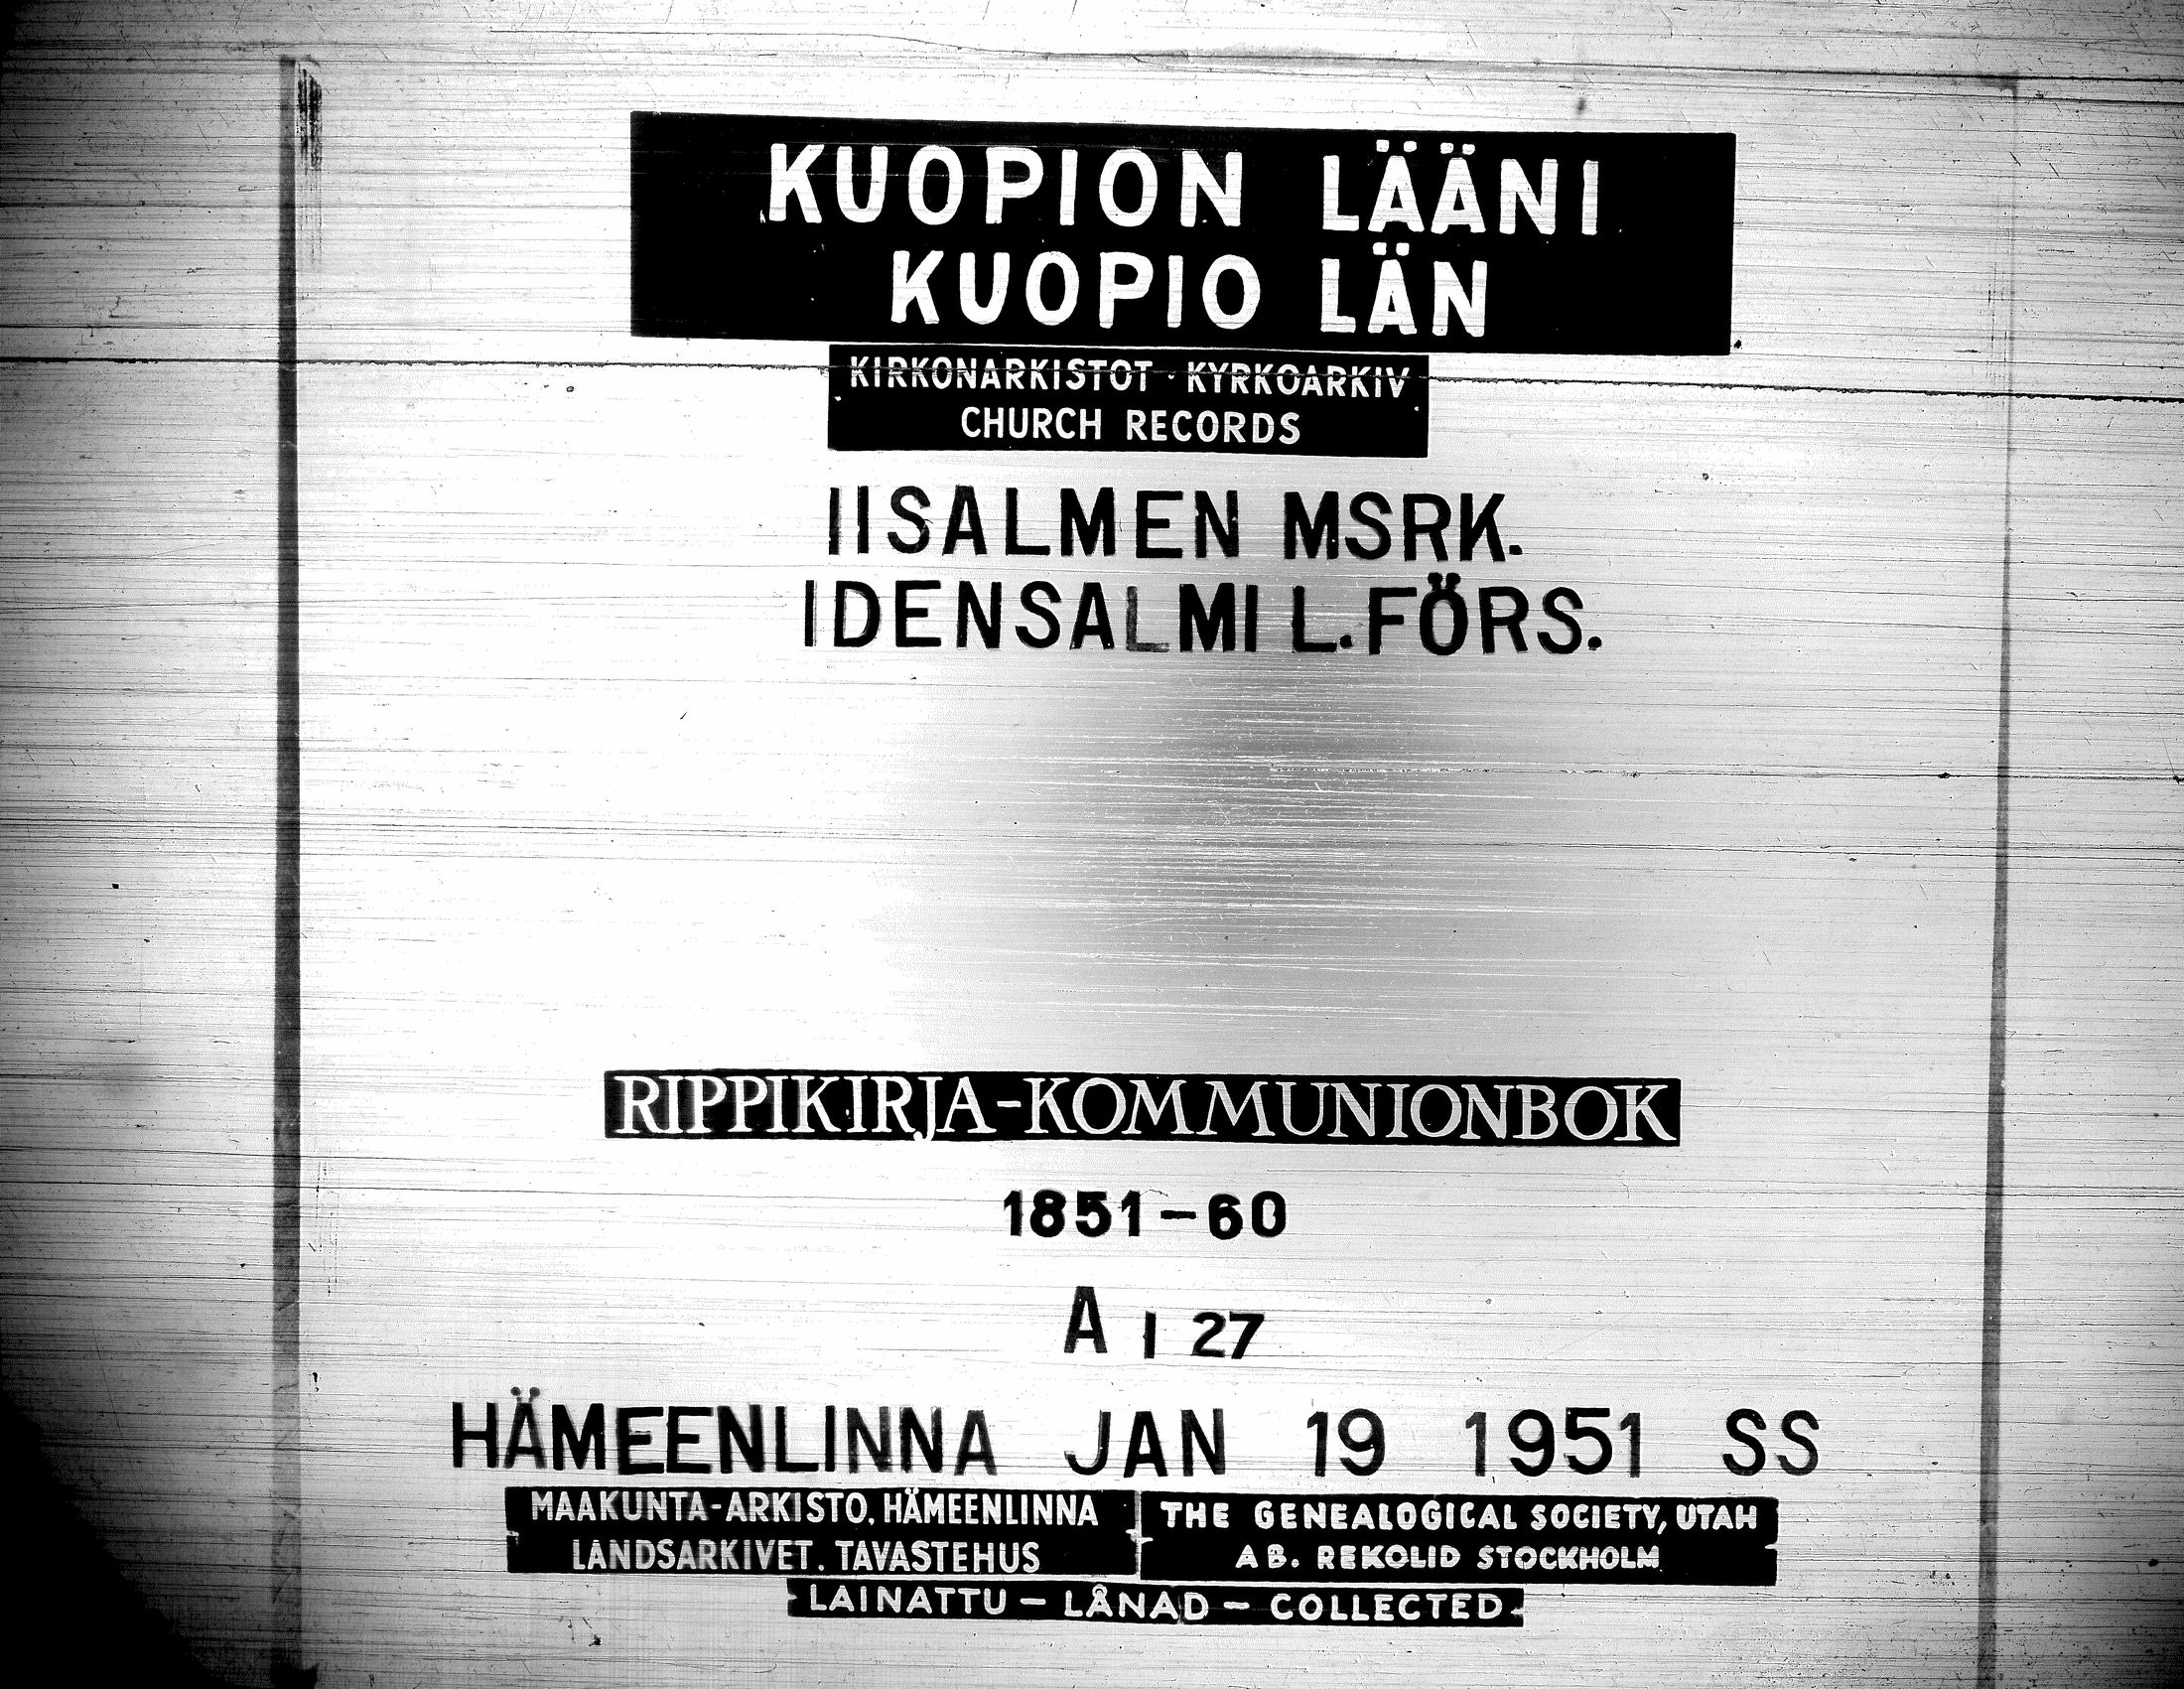 KUOPION LÄÄNI
KUOPIO LÄN
KIRKONARKISTOT · KYRKOARKIV
CHURCH RECORDS
IISALMEN MSRK.
IDENSALMI L.FÖRS.
RIPPIKIRJA-KOMMUNIONBOK
1851-60
A I 27
HÄMEENLINNA JAN 19 1951 SS
MAAKUNTA-ARKISTO, HÄMEENLINNA
LANDSARKIVET. TAVASTEHUS
THE GENEALOGICAL SOCIETY, UTAH
AB. REKOLID STOCKHOLM
LAINATTU - LÅNAD - COLLECTED